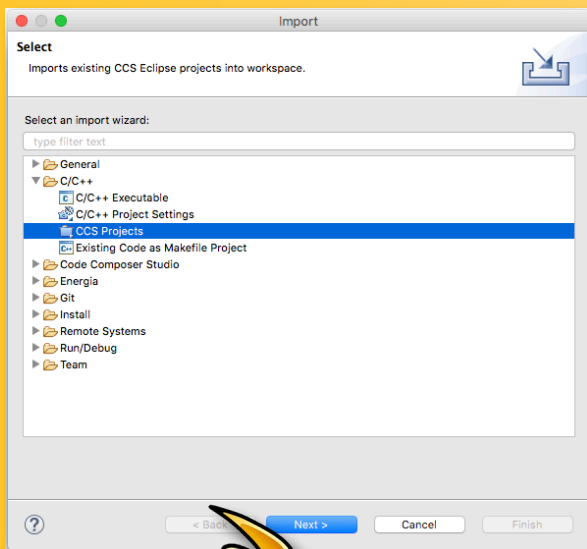 Import
Select
Imports existing CCS Eclipse projects into workspace.
Select an import wizard:
type filter text
General
C/C++
C C/C++ Executable
C/C++ Project Settings
CCS Projects
C++ Existing Code as Makefile Project
Code Composer Studio
Energia
Git
Install
Remote Systems
Run/Debug
Team
? < Back Next > Cancel Finish